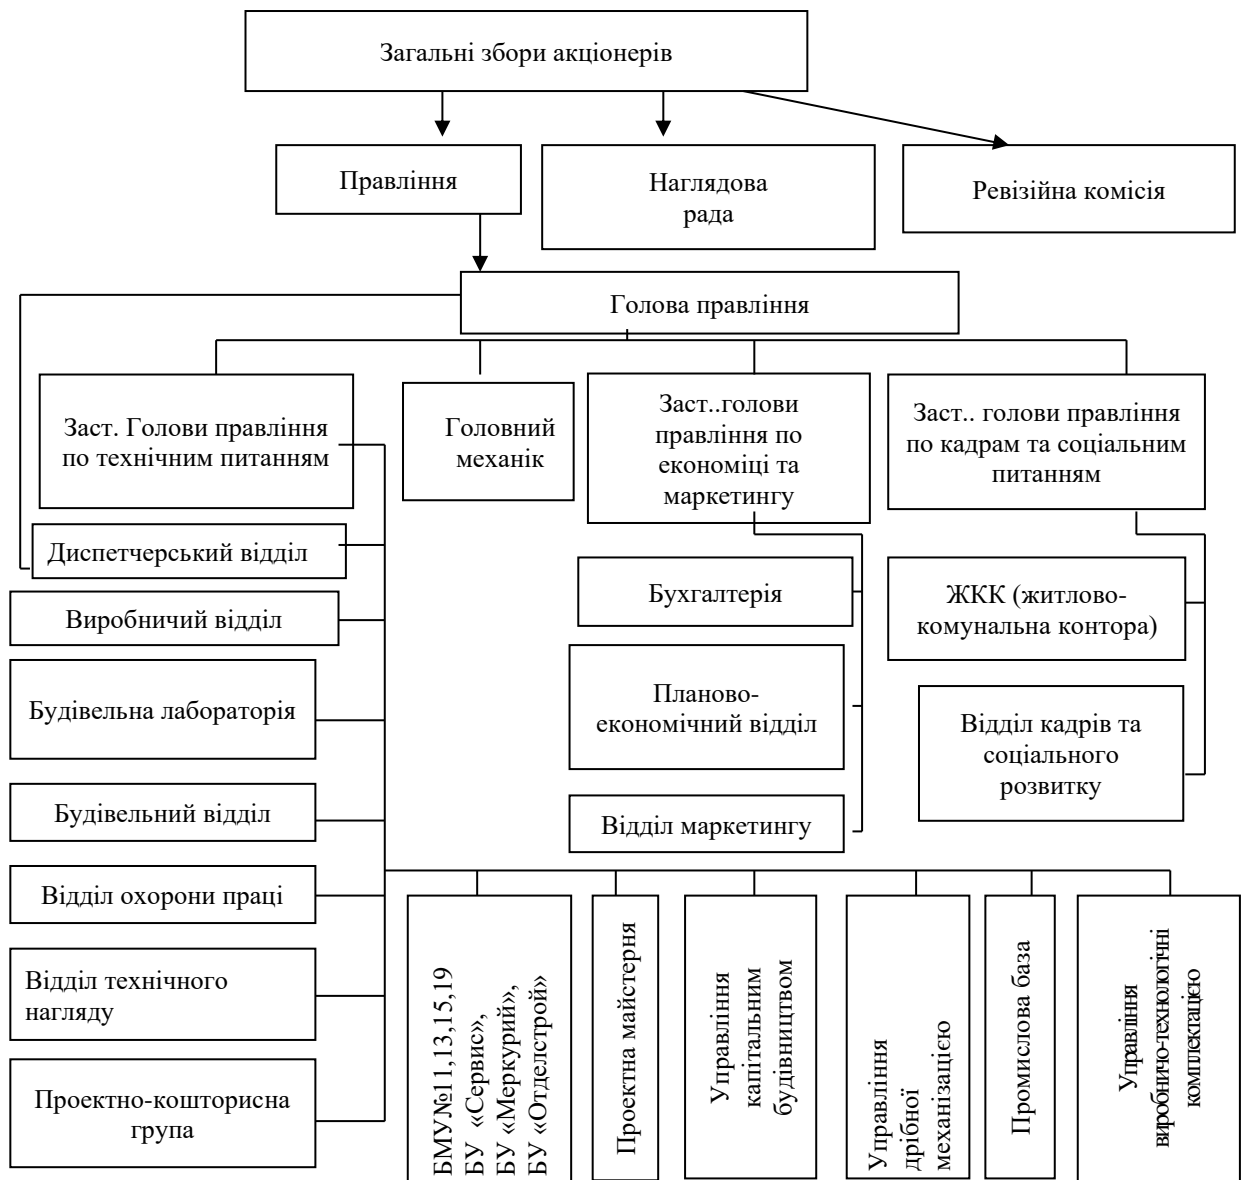 Загальні збори акціонерів
Правління
Наглядова
рада
Ревізійна комісія
Голова правління
Заст. Голови правління
по технічним питанням
Головний
механік
Заст..голови
правління по
економіці та
маркетингу
Заст.. голови правління
по кадрам та соціальним
питанням
Диспетчерський відділ
Виробничий відділ
Будівельна лабораторія
Будівельний відділ
Відділ охорони праці
Відділ технічного
нагляду
Проектно-кошторисна
група
Бухгалтерія
Планово-
економічний відділ
Відділ маркетингу
ЖКК (житлово-
комунальна контора)
Відділ кадрів та
соціального
розвитку
БМУ№11,13,15,19
БУ «Сервис»,
БУ «Меркурий»,
БУ «Отделстрой»
Проектна майстерня
Управління
капітальним
будівництвом
Управління
дрібної
механізацією
Промислова база
Управління
виробничо-технологічні
комплектацією